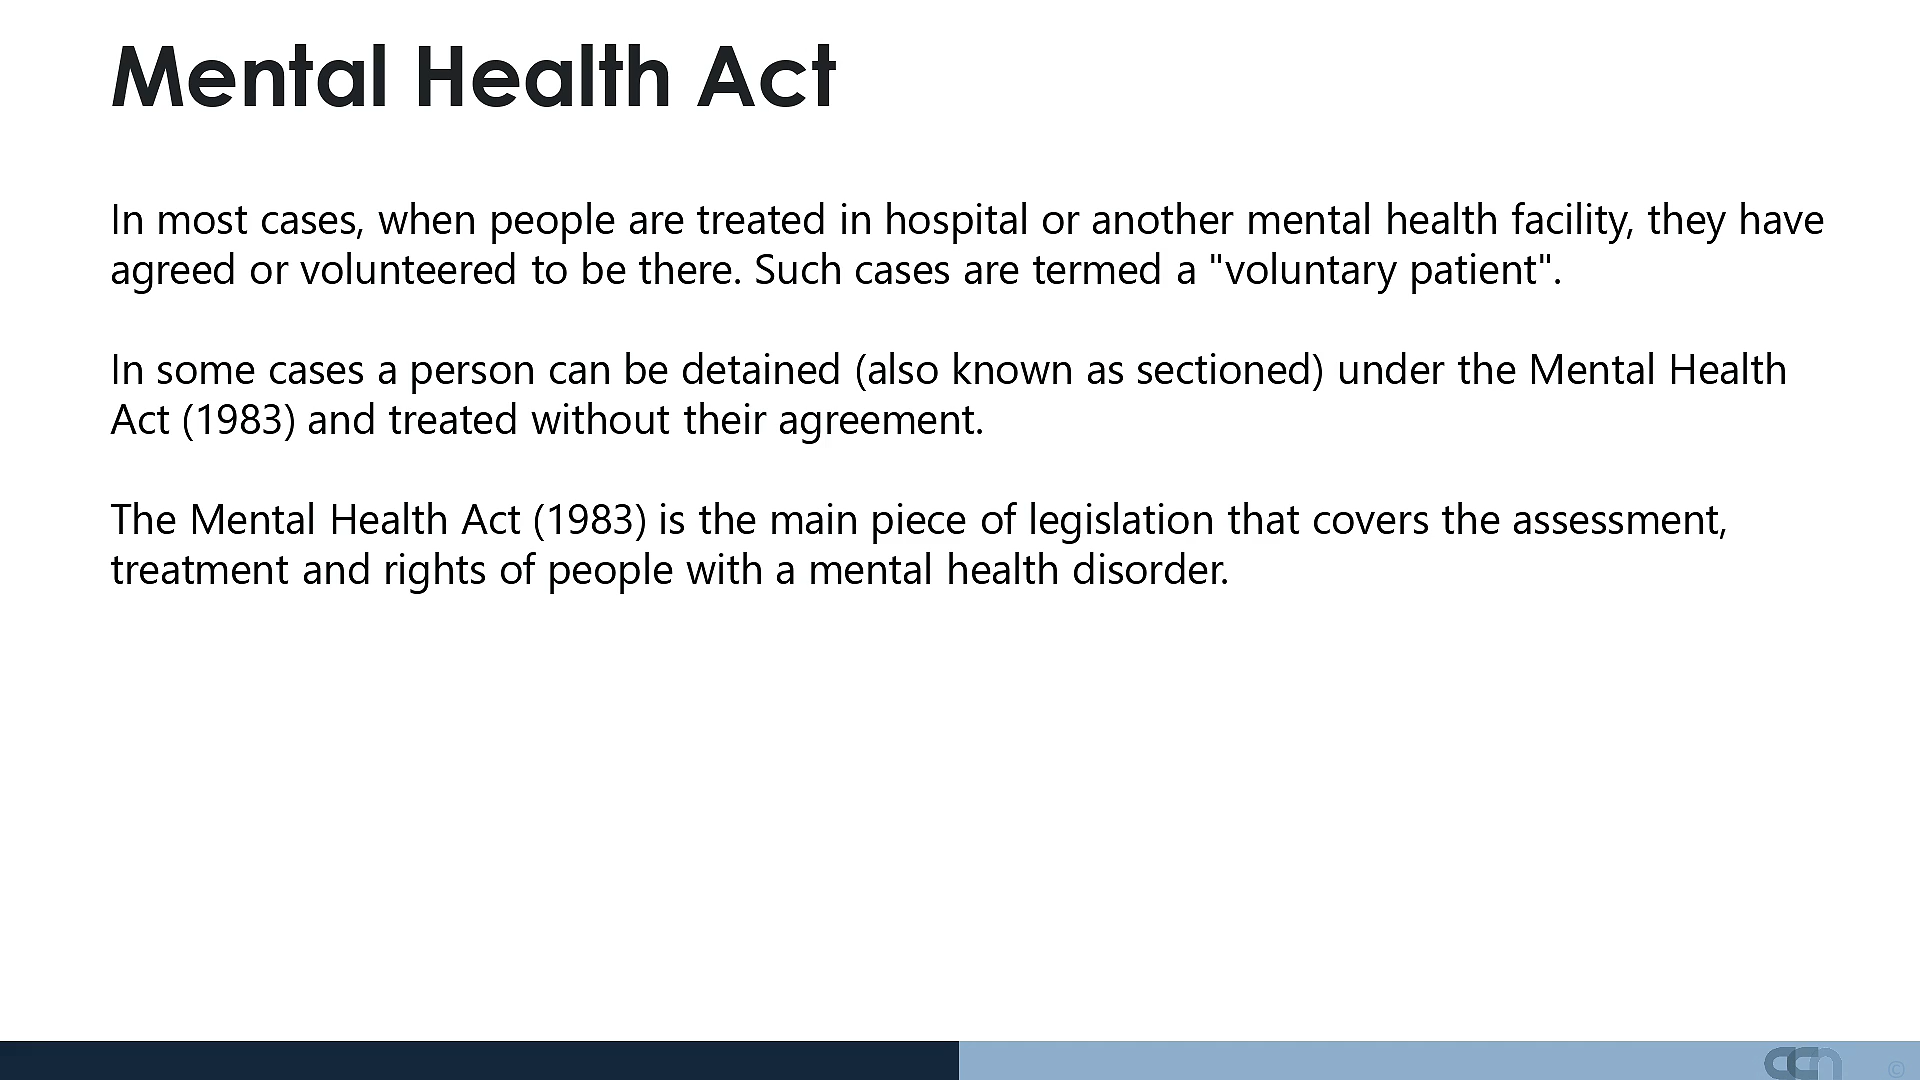 Mental Health Act
In most cases, when people are treated in hospital or another mental health facility, they have
agreed or volunteered to be there. Such cases are termed a "voluntary patient".
In some cases a person can be detained (also known as sectioned) under the Mental Health
Act (1983) and treated without their agreement.
The Mental Health Act (1983) is the main piece of legislation that covers the assessment,
treatment and rights of people with a mental health disorder.
©